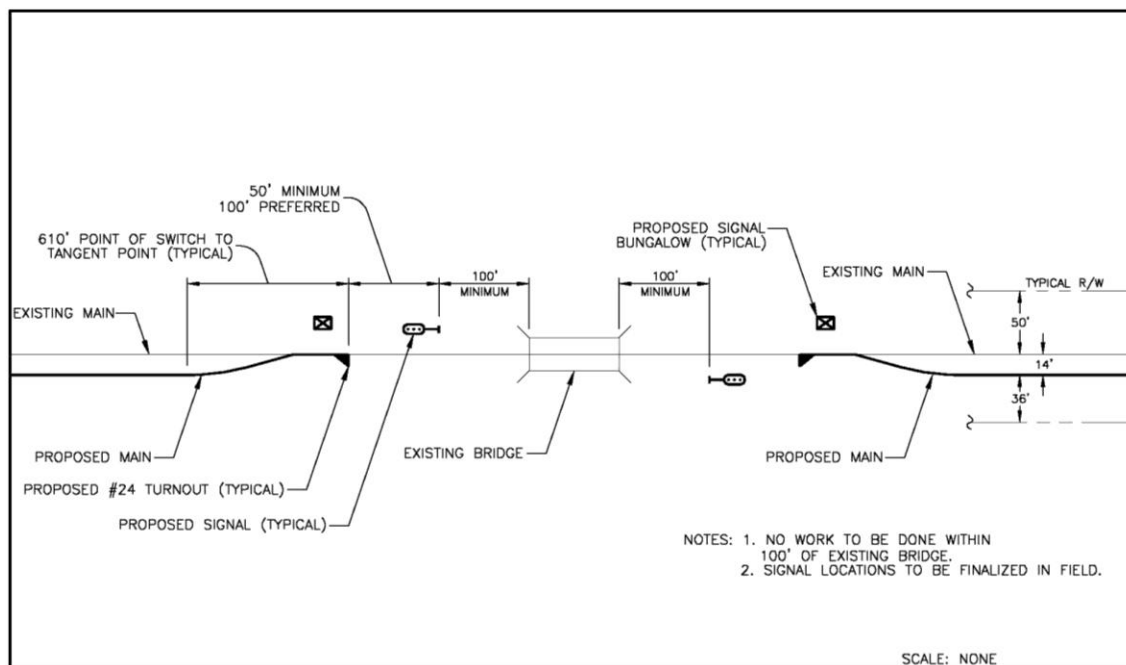 50' MINIMUM
100' PREFERRED
610' POINT OF SWITCH TO
TANGENT POINT (TYPICAL)
PROPOSED SIGNAL
BUNGALOW (TYPICAL)
100'
MINIMUM
100'
MINIMUM
EXISTING MAIN
TYPICAL R/W
EXISTING MAIN
50'
14'
36'
PROPOSED MAIN
EXISTING BRIDGE
PROPOSED MAIN
PROPOSED #24 TURNOUT (TYPICAL)
PROPOSED SIGNAL (TYPICAL)
NOTES: 1. NO WORK TO BE DONE WITHIN
100' OF EXISTING BRIDGE.
2. SIGNAL LOCATIONS TO BE FINALIZED IN FIELD.
SCALE: NONE